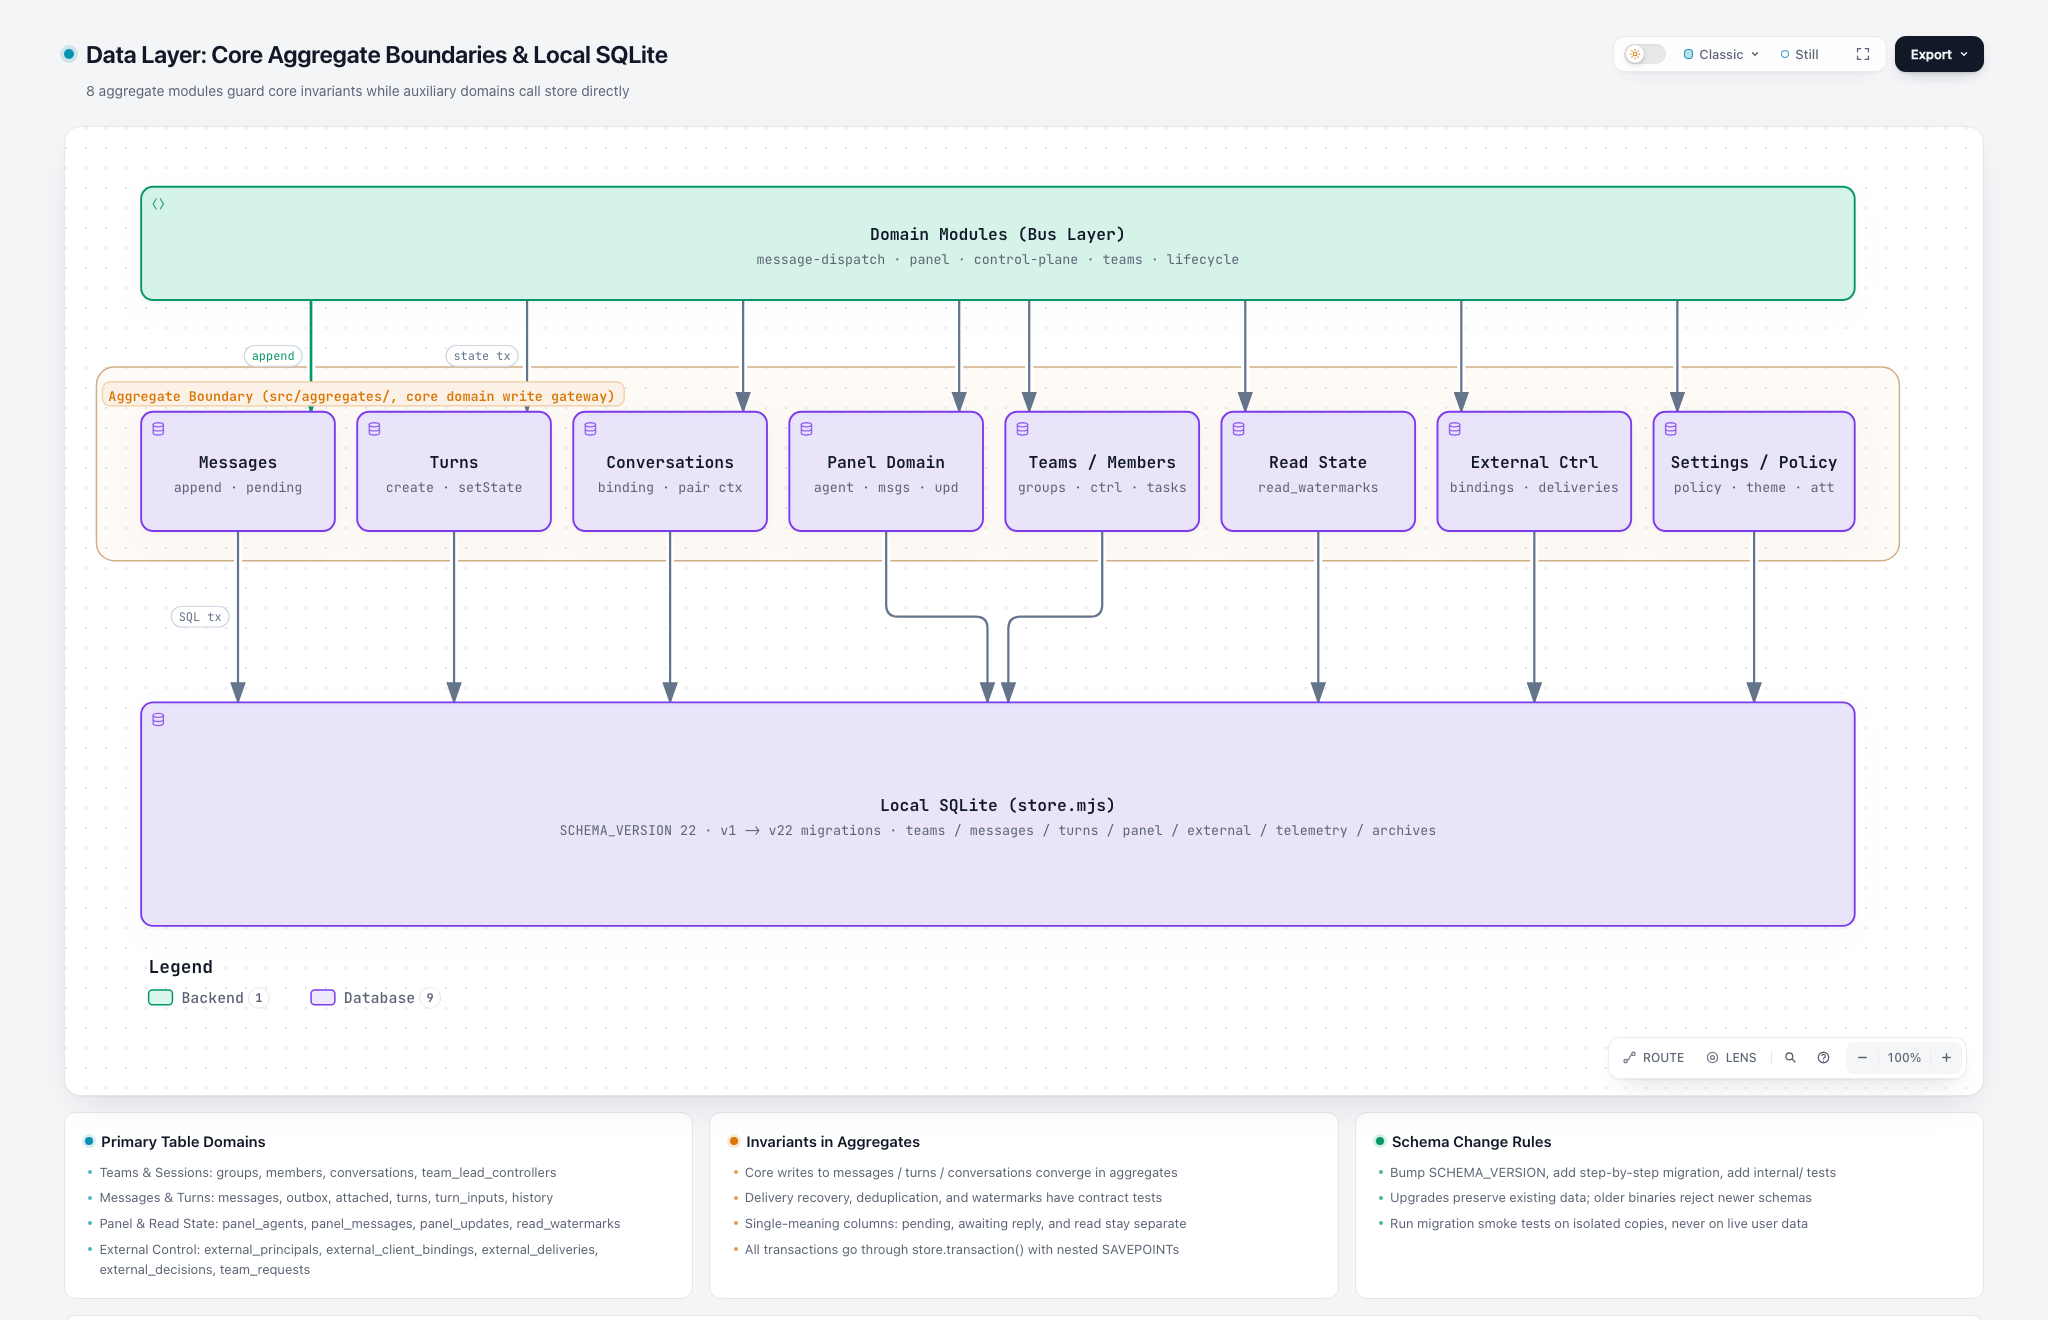 Data Layer: Core Aggregate Boundaries & Local SQLite
8 aggregate modules guard core invariants while auxiliary domains call store directly
Classic
Still
Export
Domain Modules (Bus Layer)
message-dispatch · panel · control-plane · teams · lifecycle
append
state tx
Aggregate Boundary (src/aggregates/, core domain write gateway)
Messages
append · pending
Turns
create · setState
Conversations
binding · pair ctx
Panel Domain
agent · msgs · upd
Teams / Members
groups · ctrl · tasks
Read State
read_watermarks
External Ctrl
bindings · deliveries
Settings / Policy
policy · theme · att
SQL tx
Local SQLite (store.mjs)
SCHEMA_VERSION 22 · v1 → v22 migrations · teams / messages / turns / panel / external / telemetry / archives
Legend
Backend 1
Database 9
ROUTE
LENS
100%
Primary Table Domains
• Teams & Sessions: groups, members, conversations, team_lead_controllers
• Messages & Turns: messages, outbox, attached, turns, turn_inputs, history
• Panel & Read State: panel_agents, panel_messages, panel_updates, read_watermarks
• External Control: external_principals, external_client_bindings, external_deliveries,
external_decisions, team_requests
Invariants in Aggregates
• Core writes to messages / turns / conversations converge in aggregates
• Delivery recovery, deduplication, and watermarks have contract tests
• Single-meaning columns: pending, awaiting reply, and read stay separate
• All transactions go through store.transaction() with nested SAVEPOINTs
Schema Change Rules
• Bump SCHEMA_VERSION, add step-by-step migration, add internal/ tests
• Upgrades preserve existing data; older binaries reject newer schemas
• Run migration smoke tests on isolated copies, never on live user data